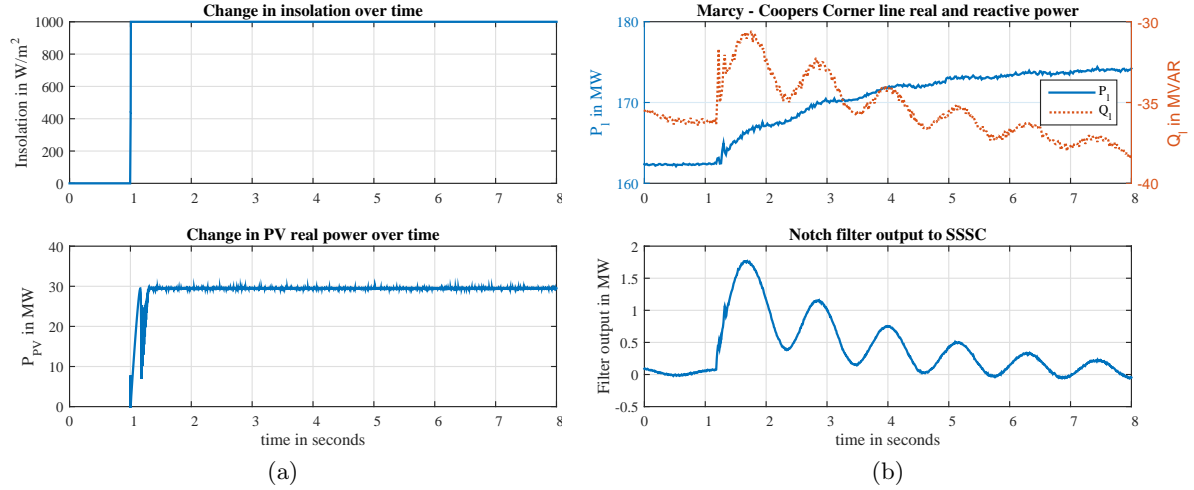 Change in insolation over time
Insolation in W/m²
1000
800
600
400
200
0
0 1 2 3 4 5 6 7 8
Change in PV real power over time
P_PV in MW
40
30
20
10
0
0 1 2 3 4 5 6 7 8
time in seconds
(a)
Marcy - Coopers Corner line real and reactive power
P_l in MW
180
170
160
-30
-35
-40
Q_l in MVAR
P_l
Q_l
0 1 2 3 4 5 6 7 8
Notch filter output to SSSC
Filter output in MW
2
1.5
1
0.5
0
-0.5
0 1 2 3 4 5 6 7 8
time in seconds
(b)